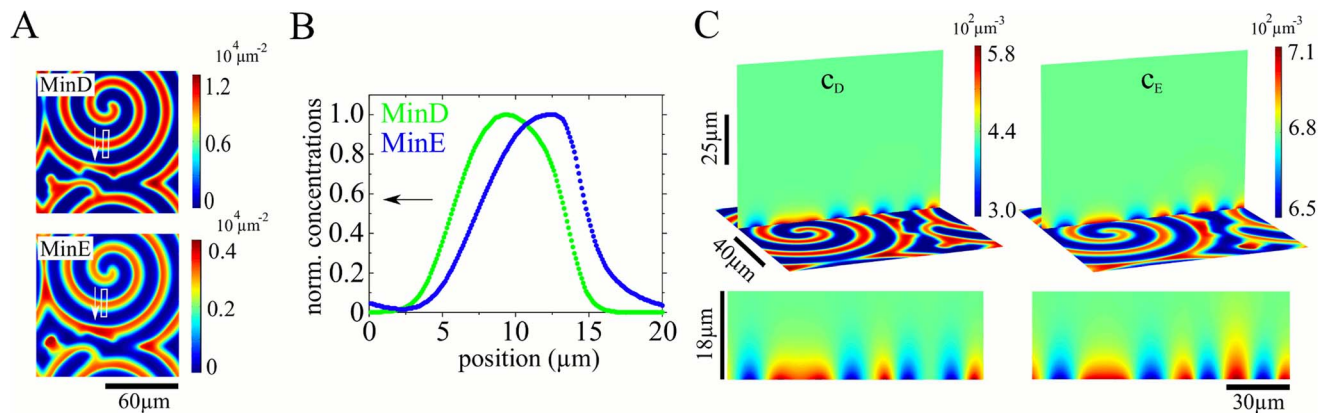 A
10⁴μm⁻²
MinD
1.2
0.6
0
10⁴μm⁻²
MinE
0.4
0.2
0
60μm
B
norm. concentrations
1.0
0.8
0.6
0.4
0.2
0
MinD
MinE
0 5 10 15 20
position (μm)
C
10²μm⁻³
c_D
5.8
4.4
3.0
25μm
40μm
10²μm⁻³
c_E
7.1
6.8
6.5
18μm
30μm